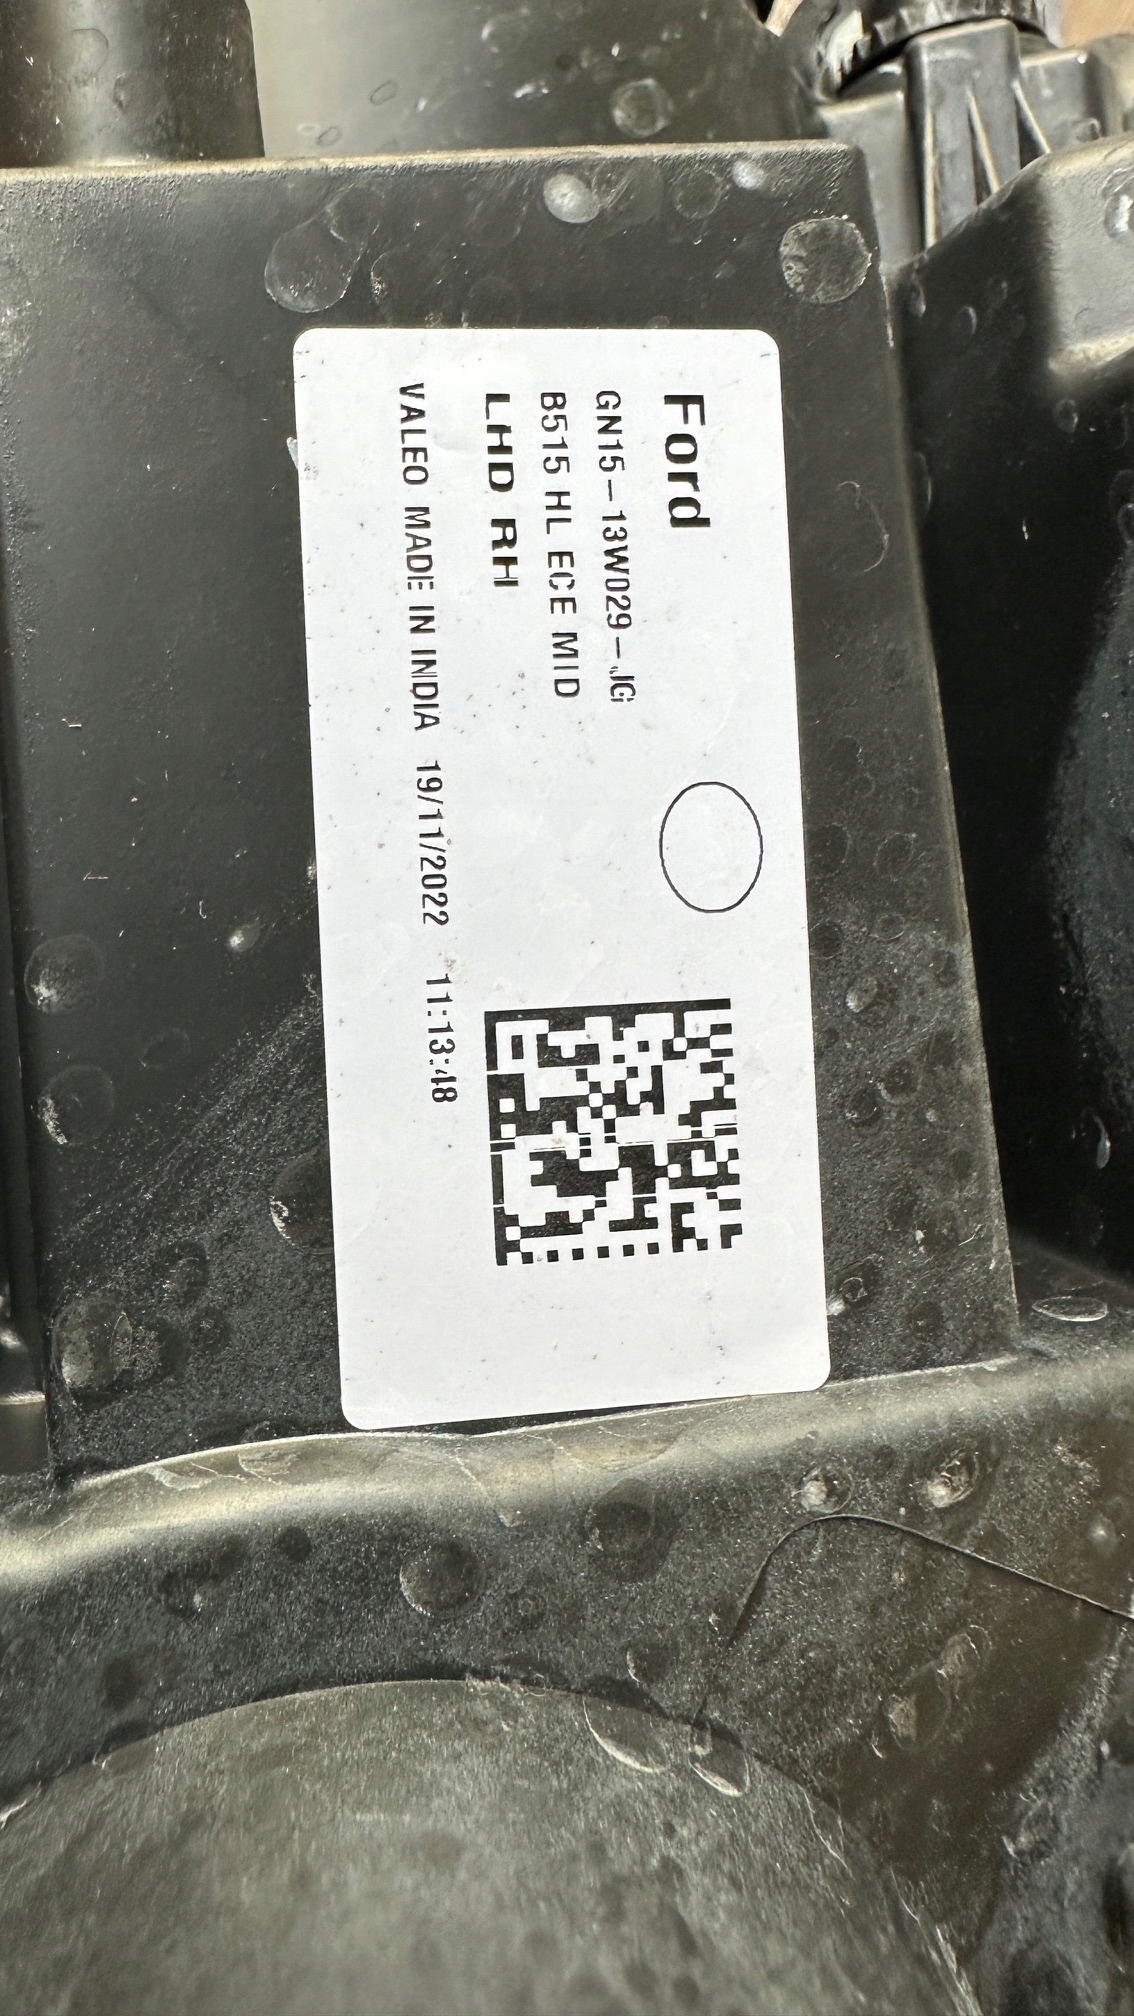 Ford
GN15-13W029-JG
B515 HL ECE MID
LHD RH
VALEO MADE IN INDIA 19/11/2022 11:13:48